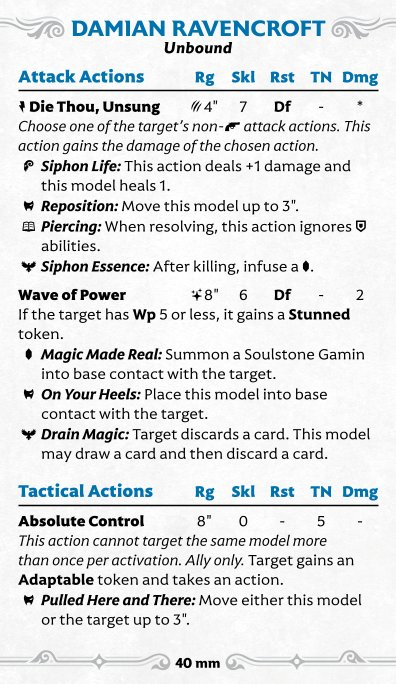 DAMIAN RAVENCROFT
Unbound
Attack Actions Rg Skl Rst TN Dmg
Die Thou, Unsung 4" 7 Df - *
Choose one of the target's non- attack actions. This
action gains the damage of the chosen action.
Siphon Life: This action deals +1 damage and
this model heals 1.
Reposition: Move this model up to 3".
Piercing: When resolving, this action ignores
abilities.
Siphon Essence: After killing, infuse a .
Wave of Power 8" 6 Df - 2
If the target has Wp 5 or less, it gains a Stunned
token.
Magic Made Real: Summon a Soulstone Gamin
into base contact with the target.
On Your Heels: Place this model into base
contact with the target.
Drain Magic: Target discards a card. This model
may draw a card and then discard a card.
Tactical Actions Rg Skl Rst TN Dmg
Absolute Control 8" 0 - 5 -
This action cannot target the same model more
than once per activation. Ally only. Target gains an
Adaptable token and takes an action.
Pulled Here and There: Move either this model
or the target up to 3".
40 mm